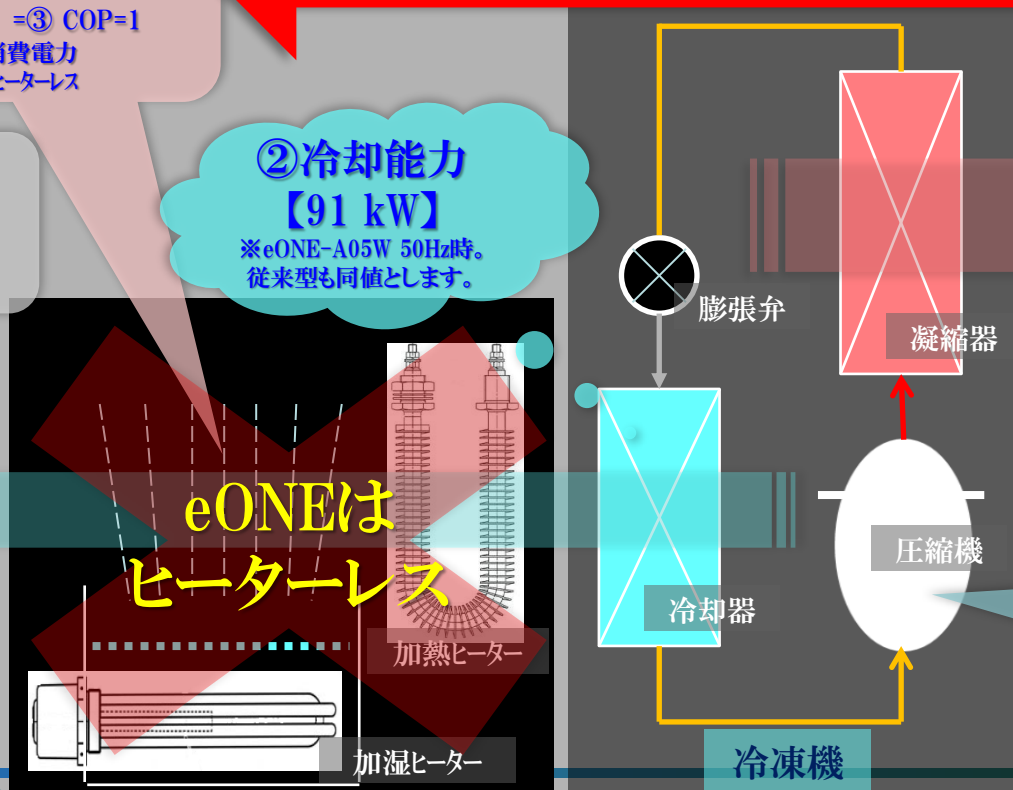 =③ COP=1
消費電力
ヒーターレス
②冷却能力
【91 kW】
※eONE-A05W 50Hz時。
従来型も同値とします。
膨張弁
凝縮器
eONEは
ヒーターレス
圧縮機
冷却器
加熱ヒーター
加湿ヒーター
冷凍機